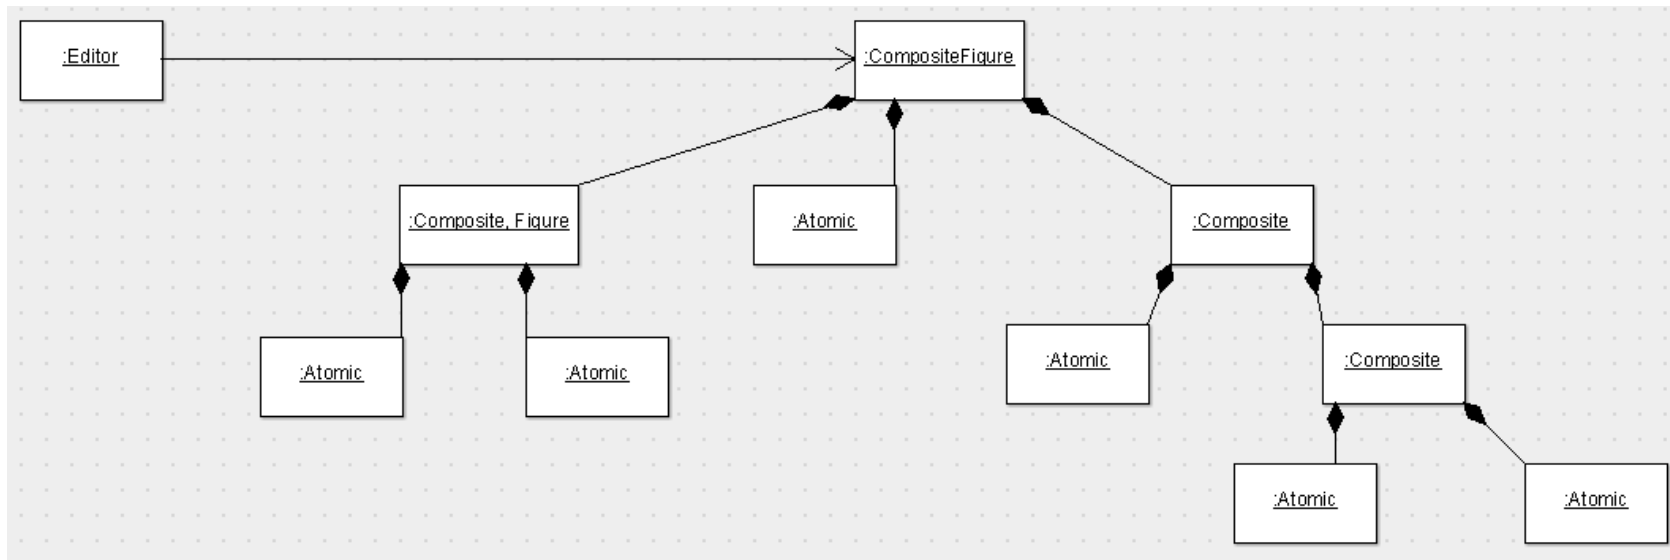 :Editor
:CompositeFigure
:Composite, Figure
:Atomic
:Composite
:Atomic
:Atomic
:Atomic
:Composite
:Atomic
:Atomic